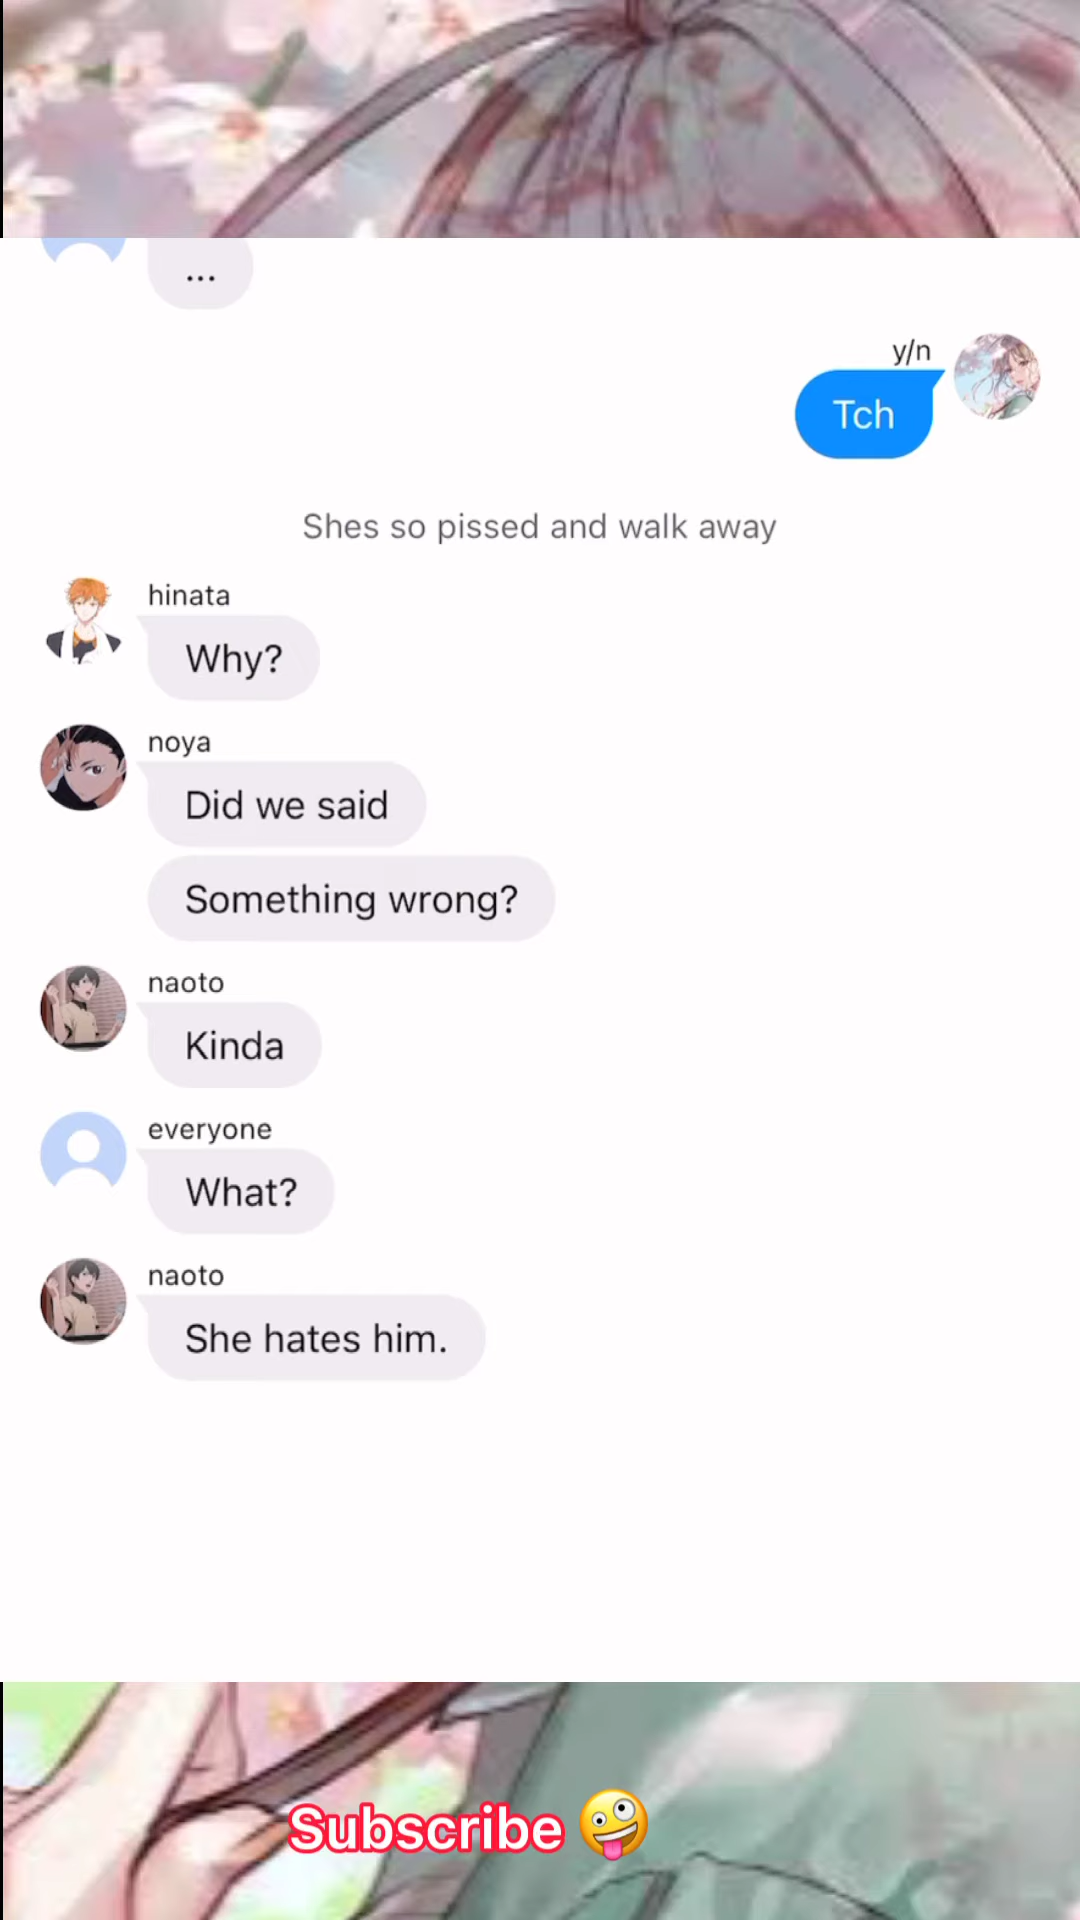 ...
y/n
Tch
Shes so pissed and walk away
hinata
Why?
noya
Did we said
Something wrong?
naoto
Kinda
everyone
What?
naoto
She hates him.
Subscribe 🤪